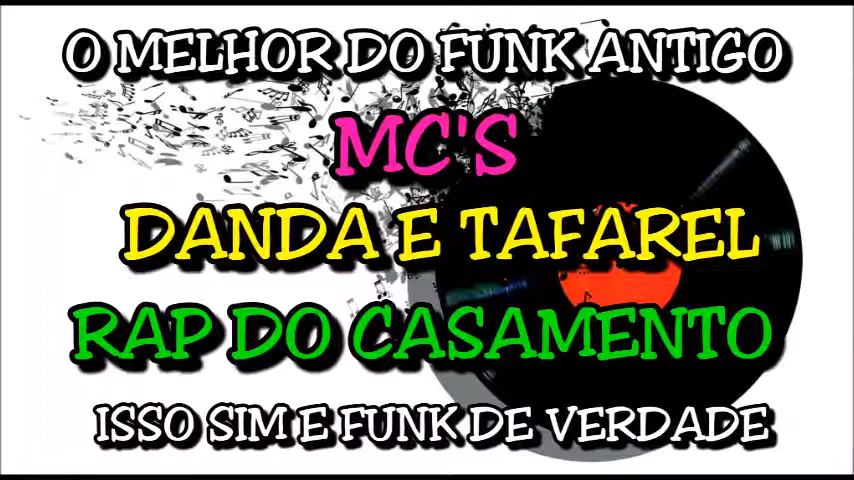 O MELHOR DO FUNK ANTIGO
MC'S
DANDA E TAFAREL
RAP DO CASAMENTO
ISSO SIM E FUNK DE VERDADE